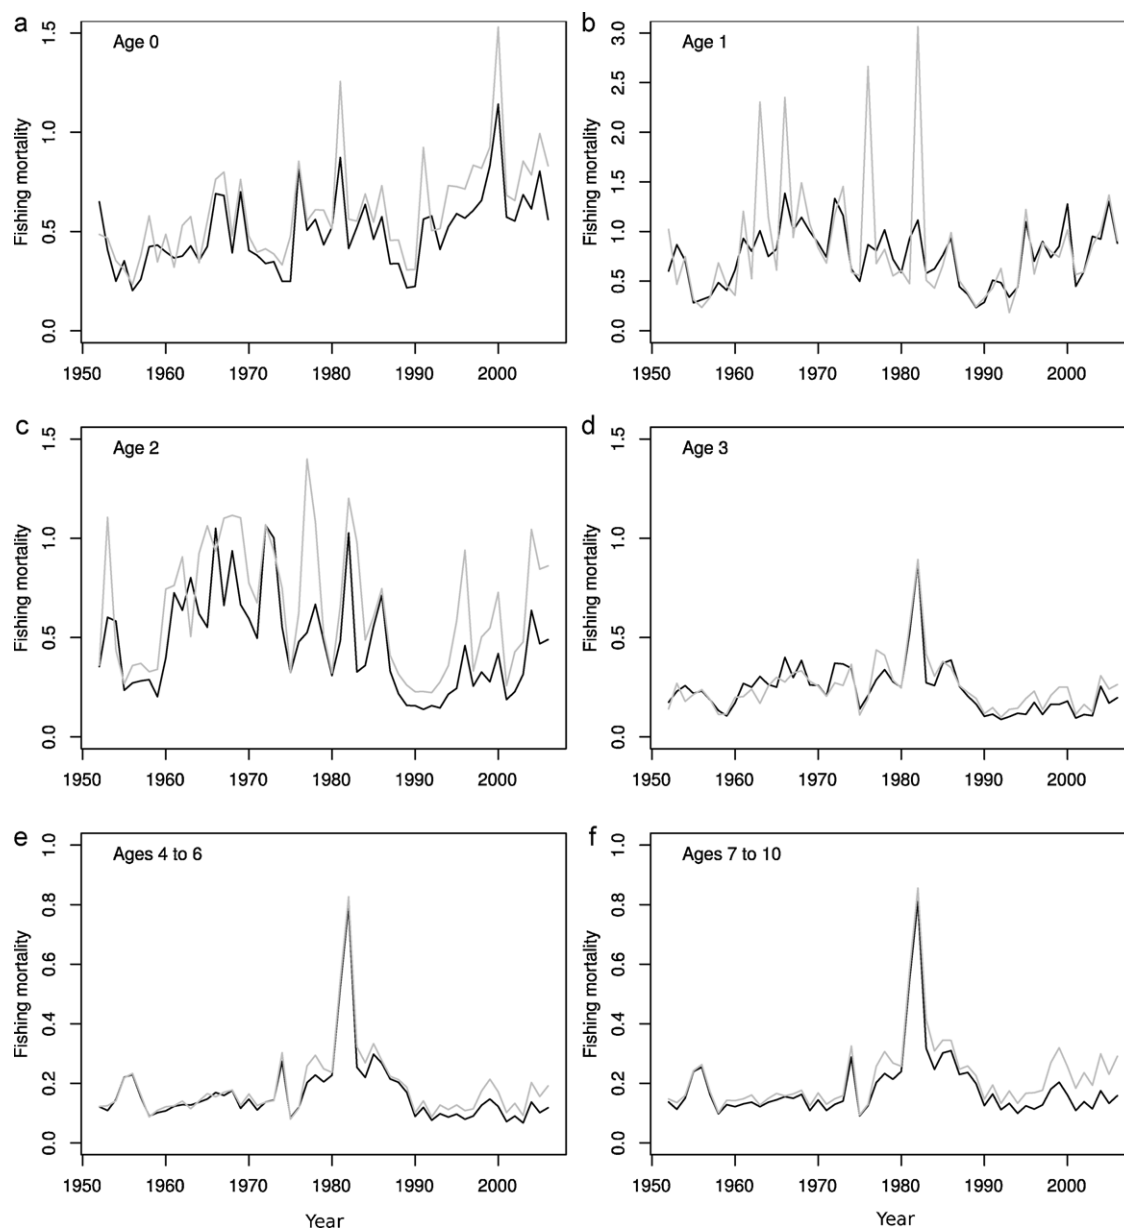 a
Age 0
Fishing mortality
1.5
1.0
0.5
0.0
1950 1960 1970 1980 1990 2000
b
Age 1
Fishing mortality
3.0
2.5
2.0
1.5
1.0
0.5
0.0
1950 1960 1970 1980 1990 2000
c
Age 2
Fishing mortality
1.5
1.0
0.5
0.0
1950 1960 1970 1980 1990 2000
d
Age 3
Fishing mortality
1.5
1.0
0.5
0.0
1950 1960 1970 1980 1990 2000
e
Ages 4 to 6
Fishing mortality
1.0
0.8
0.6
0.4
0.2
0.0
1950 1960 1970 1980 1990 2000
Year
f
Ages 7 to 10
Fishing mortality
1.0
0.8
0.6
0.4
0.2
0.0
1950 1960 1970 1980 1990 2000
Year